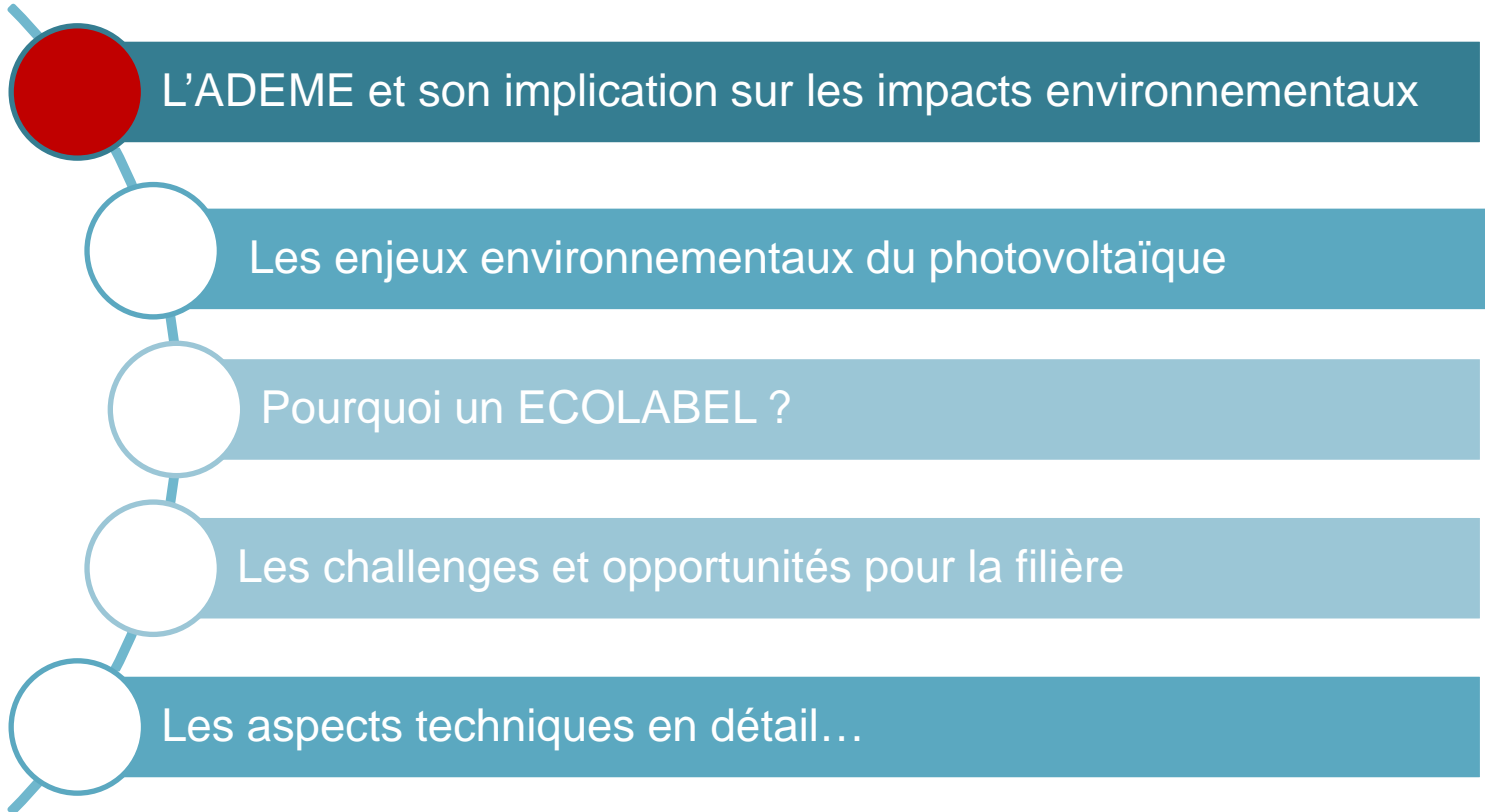 L’ADEME et son implication sur les impacts environnementaux
Les enjeux environnementaux du photovoltaïque
Pourquoi un ECOLABEL ?
Les challenges et opportunités pour la filière
Les aspects techniques en détail…